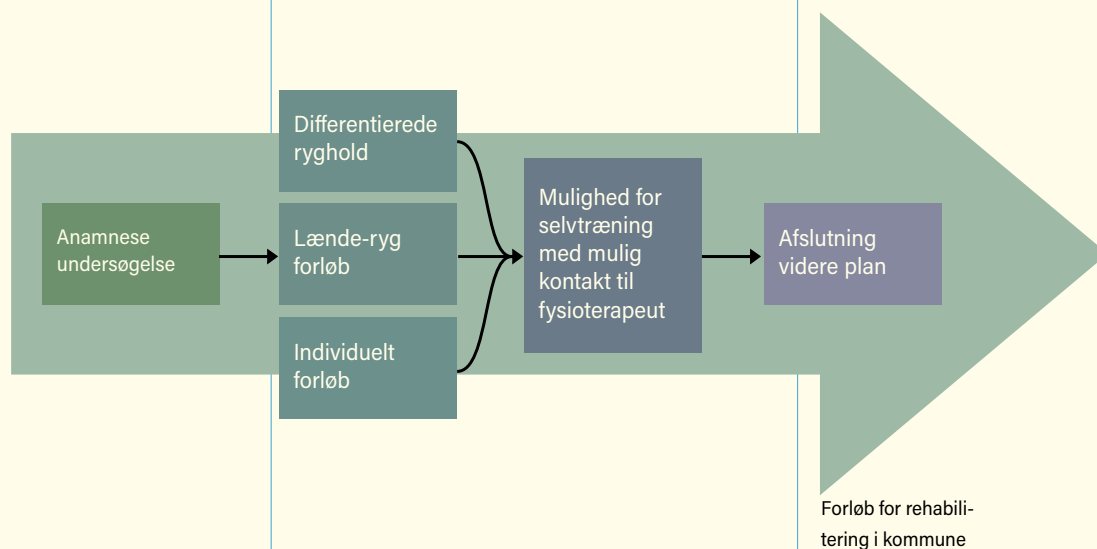 Anamnese
undersøgelse
Differentierede
ryghold
Lænde-ryg
forløb
Individuelt
forløb
Mulighed for
selvtræning
med mulig
kontakt til
fysioterapeut
Afslutning
videre plan
Forløb for rehabili-
tering i kommune